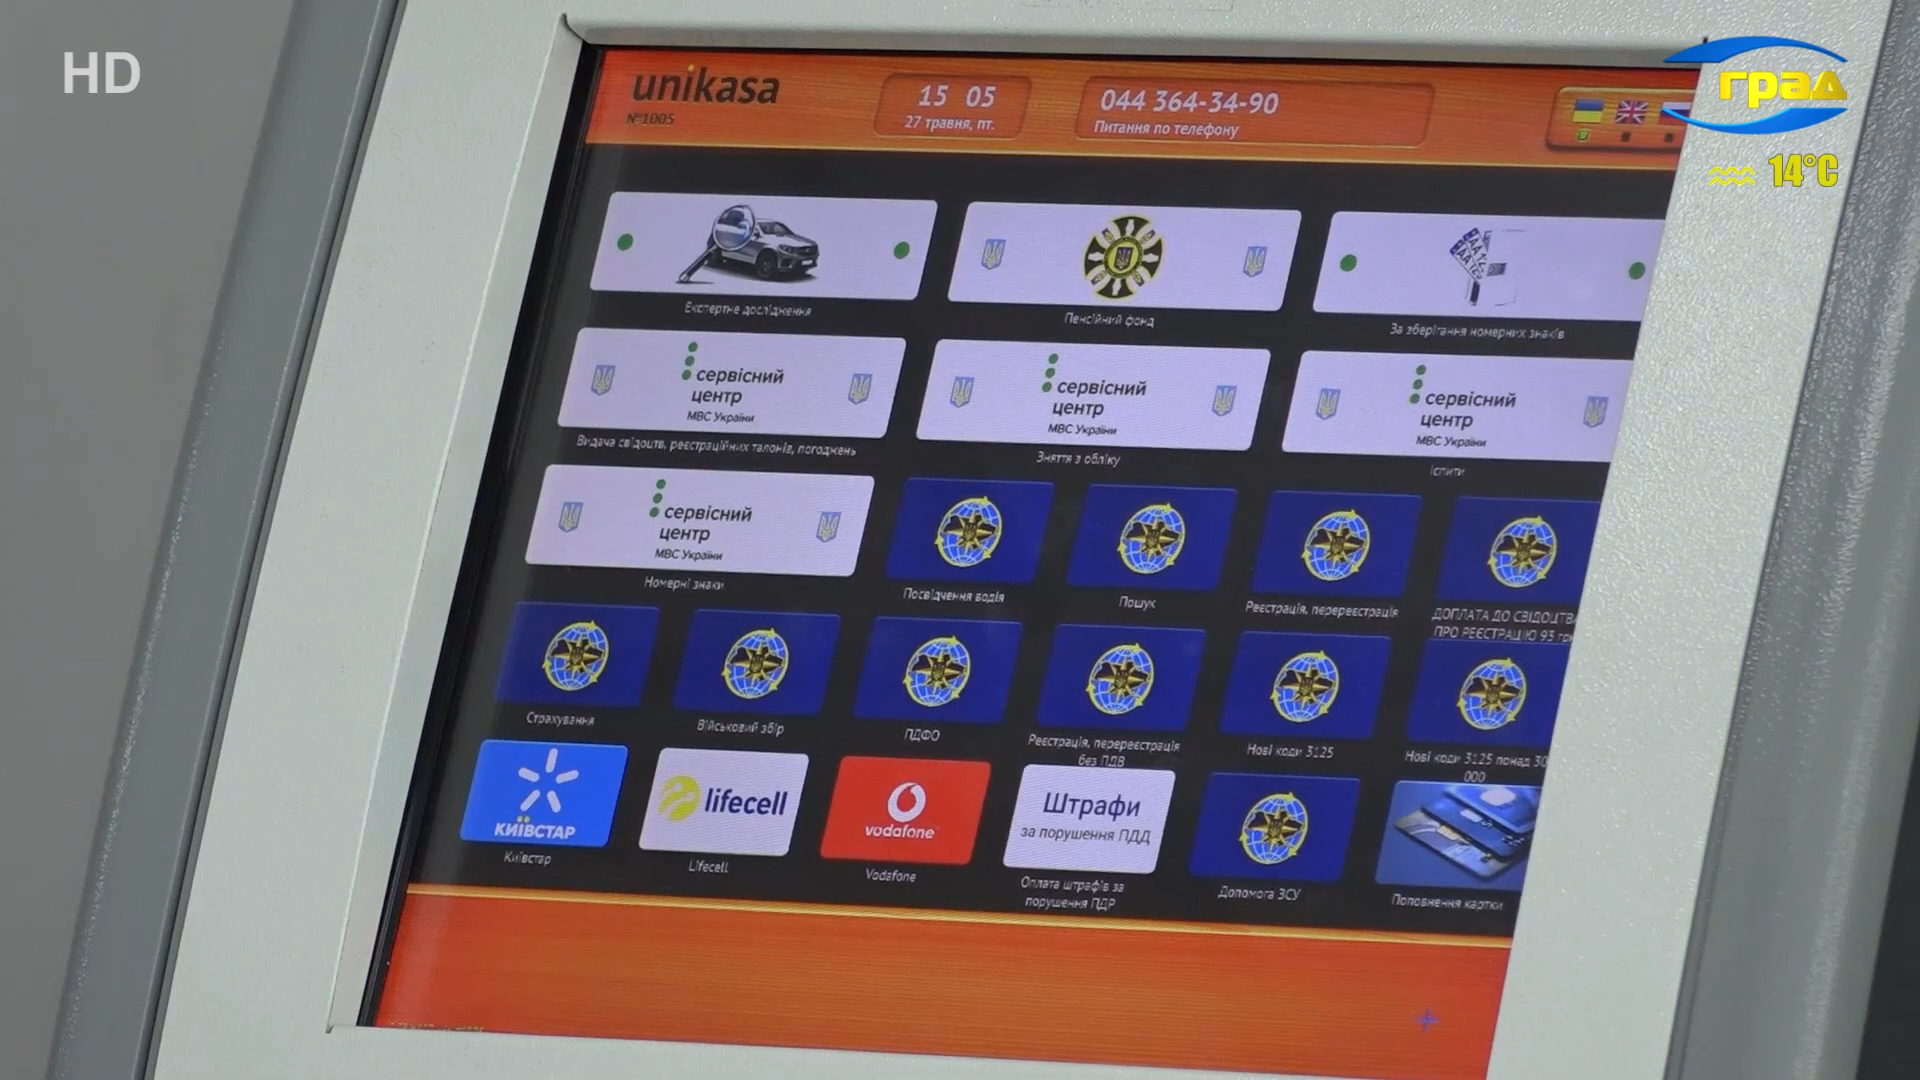 HD
град
14°C
unikasa
№1005
15 05
27 травня, пт.
044 364-34-90
Питання по телефону
Експертне дослідження
Пенсійний фонд
За зберігання номерних знаків
сервісний
центр
МВС України
Видача свідоцтв, реєстраційних талонів, погоджень
сервісний
центр
МВС України
Зняття з обліку
сервісний
центр
МВС України
Іспити
сервісний
центр
МВС України
Номерні знаки
Посвідчення водія
Пошук
Реєстрація, перереєстрація
ДОПЛАТА ДО СВІДОЦТВА
ПРО РЕЄСТРАЦІЮ 93 грн
Страхування
Військовий збір
ПДФО
Реєстрація, перереєстрація
без ПДВ
Нові коди 3125
Нові коди 3125 понад 30
000
КИЇВСТАР
Київстар
lifecell
Lifecell
vodafone
Vodafone
Штрафи
за порушення ПДД
Оплата штрафів за
порушення ПДР
Допомога ЗСУ
Поповнення картки